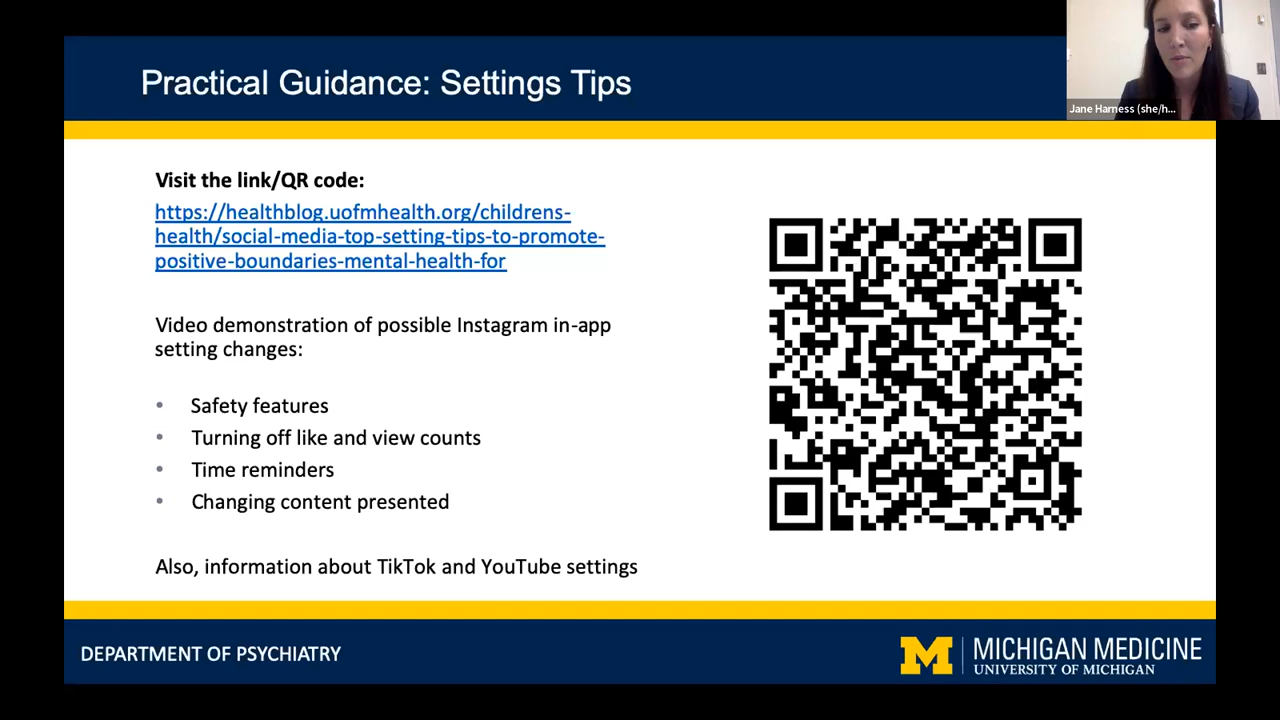 Practical Guidance: Settings Tips
Jane Harness (she/h...
Visit the link/QR code:
https://healthblog.uofmhealth.org/childrens-
health/social-media-top-setting-tips-to-promote-
positive-boundaries-mental-health-for
Video demonstration of possible Instagram in-app
setting changes:
• Safety features
• Turning off like and view counts
• Time reminders
• Changing content presented
Also, information about TikTok and YouTube settings
DEPARTMENT OF PSYCHIATRY
M
MICHIGAN MEDICINE
UNIVERSITY OF MICHIGAN